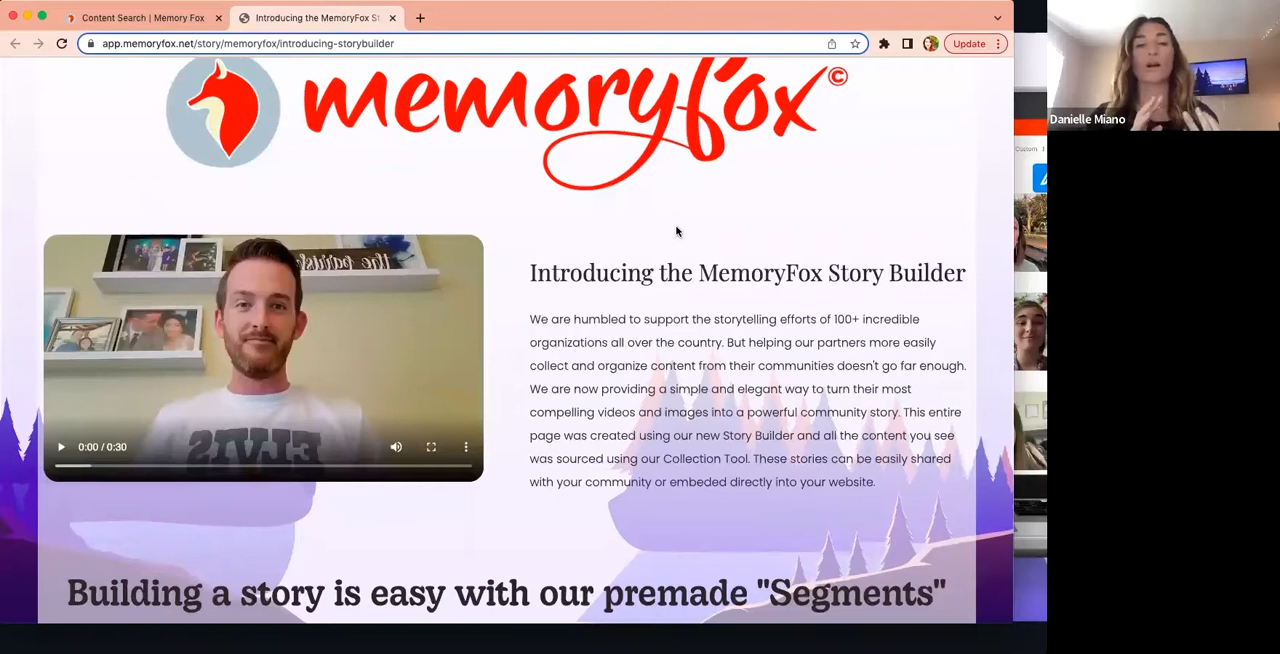 Content Search | Memory Fox
Introducing the MemoryFox St
app.memoryfox.net/story/memoryfox/introducing-storybuilder
Update
Danielle Miano
memoryfox©
Custom
Introducing the MemoryFox Story Builder
We are humbled to support the storytelling efforts of 100+ incredible
organizations all over the country. But helping our partners more easily
collect and organize content from their communities doesn't go far enough.
We are now providing a simple and elegant way to turn their most
compelling videos and images into a powerful community story. This entire
page was created using our new Story Builder and all the content you see
was sourced using our Collection Tool. These stories can be easily shared
with your community or embeded directly into your website.
the parish
ELVIS
0:00 / 0:30
Building a story is easy with our premade "Segments"